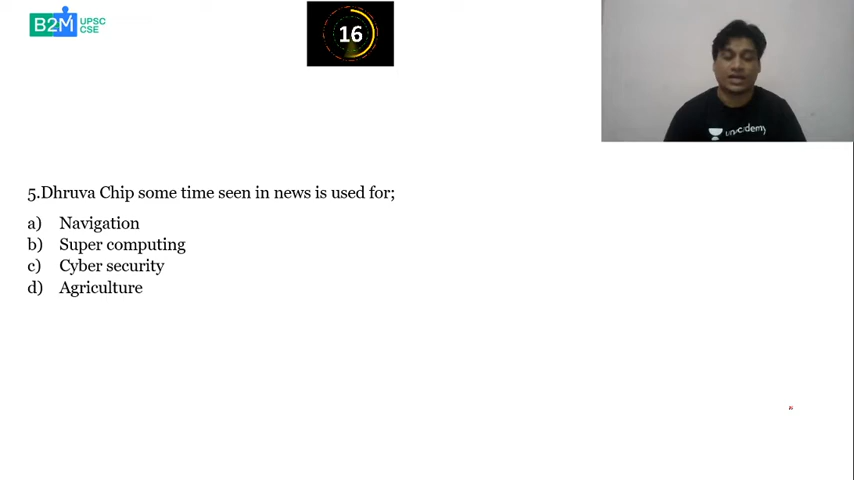 B2M UPSC
CSE
16
unacademy
5.Dhruva Chip some time seen in news is used for;
a) Navigation
b) Super computing
c) Cyber security
d) Agriculture